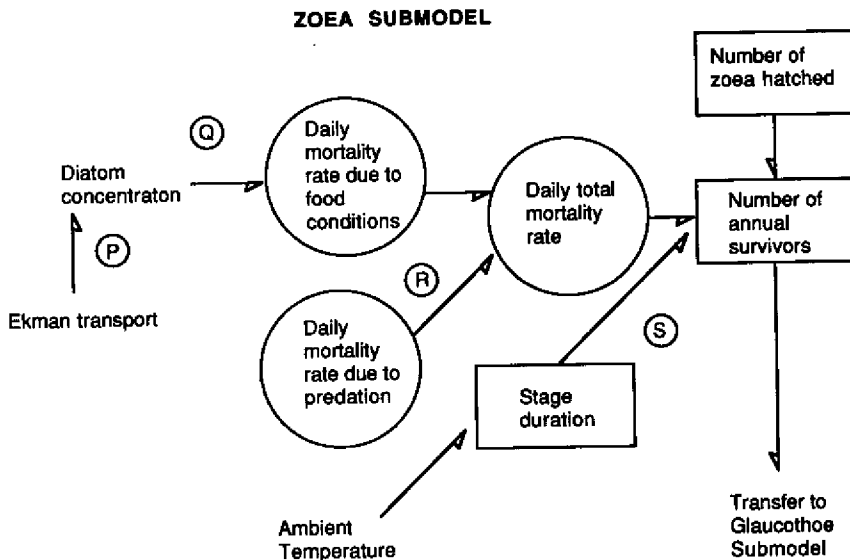 ZOEA SUBMODEL
Number of
zoea hatched
Q
Daily
mortality
rate due to
food
conditions
Diatom
concentraton
Daily total
mortality
rate
Number of
annual
survivors
P
R
Ekman transport
Daily
mortality
rate due to
predation
S
Stage
duration
Ambient
Temperature
Transfer to
Glaucothoe
Submodel